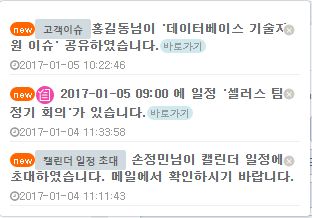 new 고객이슈 홍길동님이 '데이터베이스 기술지
원 이슈' 공유하였습니다. 바로가기
2017-01-05 10:22:46
new 2017-01-05 09:00 에 일정 '셀러스 팀
정기 회의'가 있습니다. 바로가기
2017-01-04 11:33:58
new 캘린더 일정 초대 손정민님이 캘린더 일정에
초대하였습니다. 메일에서 확인하시기 바랍니다.
2017-01-04 11:11:43